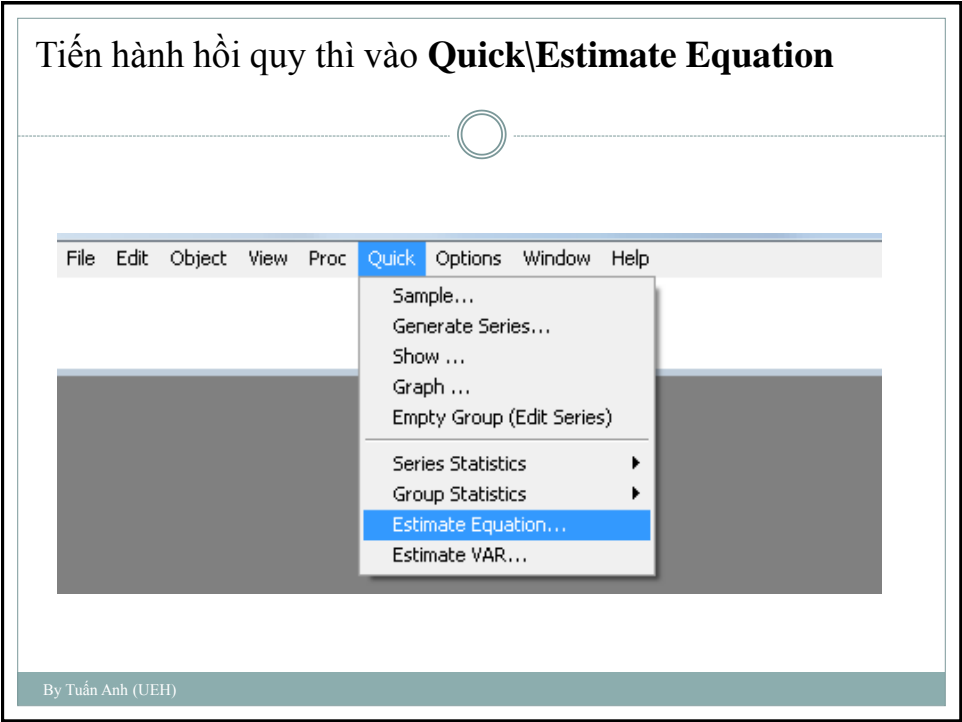 Tiến hành hồi quy thì vào Quick\Estimate Equation
File Edit Object View Proc Quick Options Window Help
Sample...
Generate Series...
Show ...
Graph ...
Empty Group (Edit Series)
Series Statistics
Group Statistics
Estimate Equation...
Estimate VAR...
By Tuấn Anh (UEH)